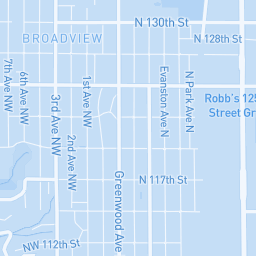 N 130th St
BROADVIEW
N 128th St
7th Ave NW
6th Ave NW
3rd Ave NW
1st Ave NW
2nd Ave NW
Evanston Ave N
N Park Ave N
Robb's 125
Street Gr
Greenwood Ave
N 117th St
NW 112th St